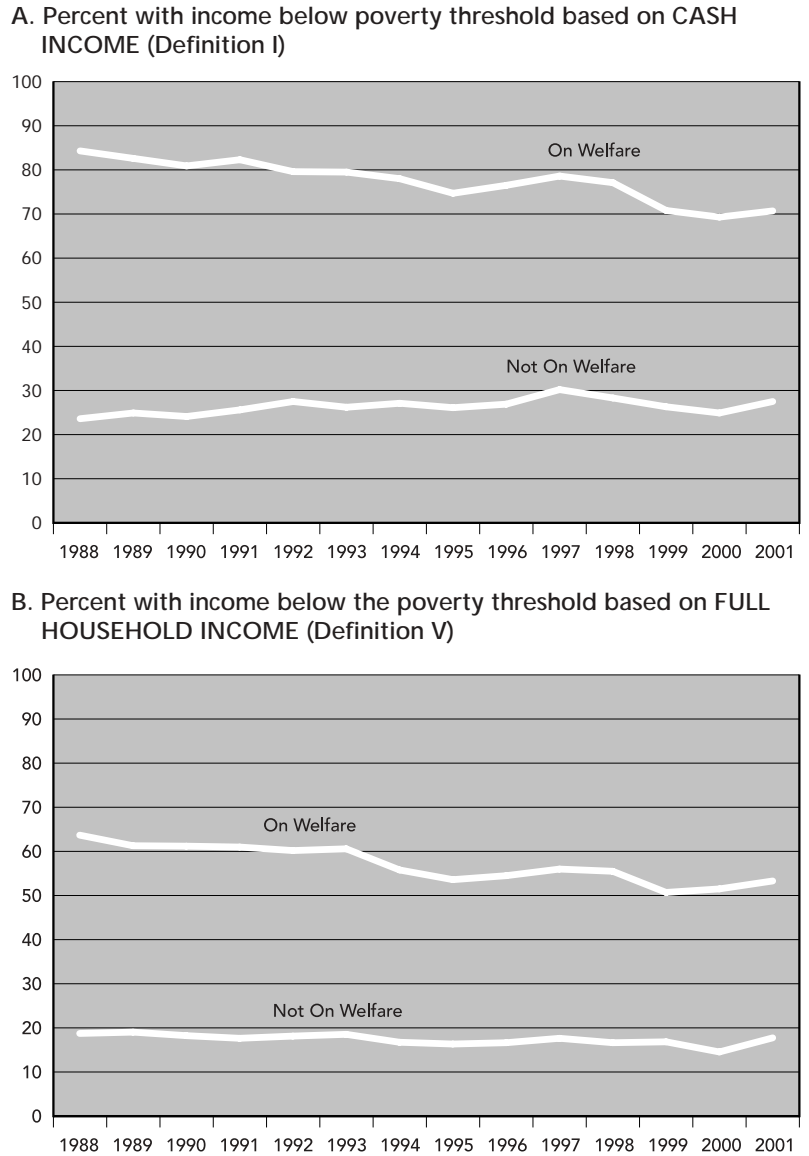 A. Percent with income below poverty threshold based on CASH
INCOME (Definition I)
100
90
On Welfare
80
70
60
50
40
Not On Welfare
30
20
10
0
1988 1989 1990 1991 1992 1993 1994 1995 1996 1997 1998 1999 2000 2001
B. Percent with income below the poverty threshold based on FULL
HOUSEHOLD INCOME (Definition V)
100
90
80
70
On Welfare
60
50
40
30
Not On Welfare
20
10
0
1988 1989 1990 1991 1992 1993 1994 1995 1996 1997 1998 1999 2000 2001